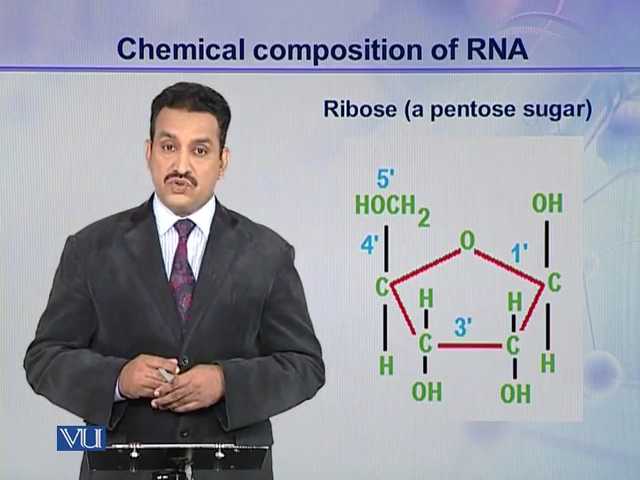 Chemical composition of RNA
Ribose (a pentose sugar)
5'
HOCH2 OH
4' O 1'
C C
H H
3'
C C
H H
OH OH
VU